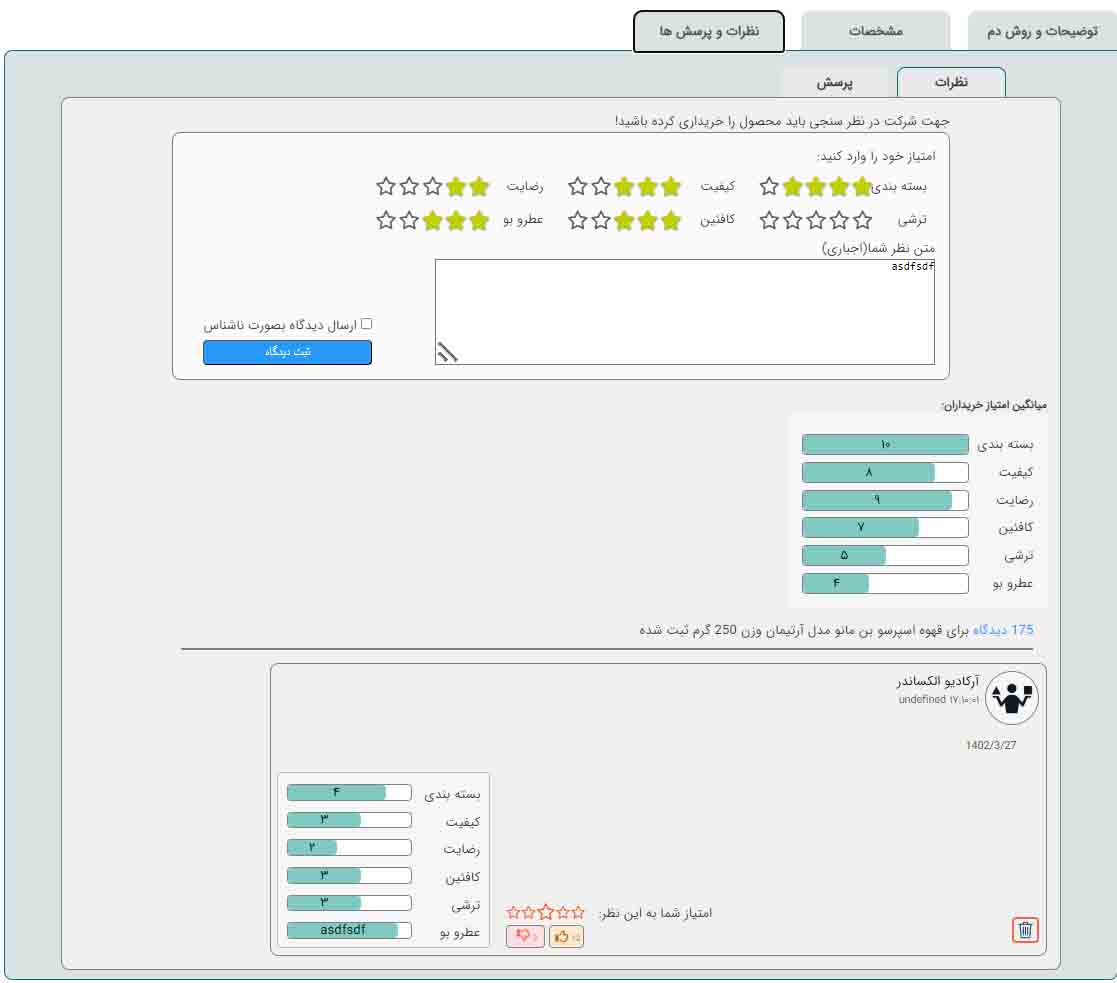 توضیحات و روش دم
مشخصات
نظرات و پرسش ها
نظرات
پرسش
جهت شرکت در نظر سنجی باید محصول را خریداری کرده باشید!
امتیاز خود را وارد کنید:
بسته بندی
کیفیت
رضایت
ترشی
کافئین
عطرو بو
متن نظر شما(اجباری)
asdfsdf
ارسال دیدگاه بصورت ناشناس
ثبت دیدگاه
میانگین امتیاز خریداران:
بسته بندی ۱۰
کیفیت ۸
رضایت ۹
کافئین ۷
ترشی ۵
عطرو بو ۴
175 دیدگاه برای قهوه اسپرسو بن مانو مدل آرتیمان وزن 250 گرم ثبت شده
آرکادیو الکساندر
۱۷:۱۰:۰۱ undefined
1402/3/27
بسته بندی ۴
کیفیت ۳
رضایت ۲
کافئین ۳
ترشی ۳
عطرو بو asdfsdf
امتیاز شما به این نظر: